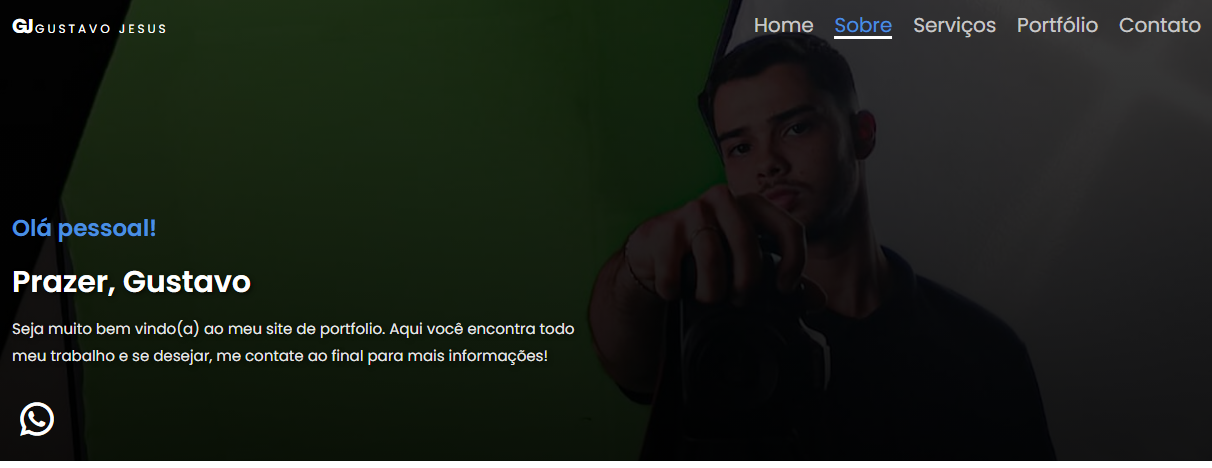 GJ GUSTAVO JESUS
Home Sobre Serviços Portfólio Contato
Olá pessoal!
Prazer, Gustavo
Seja muito bem vindo(a) ao meu site de portfolio. Aqui você encontra todo
meu trabalho e se desejar, me contate ao final para mais informações!